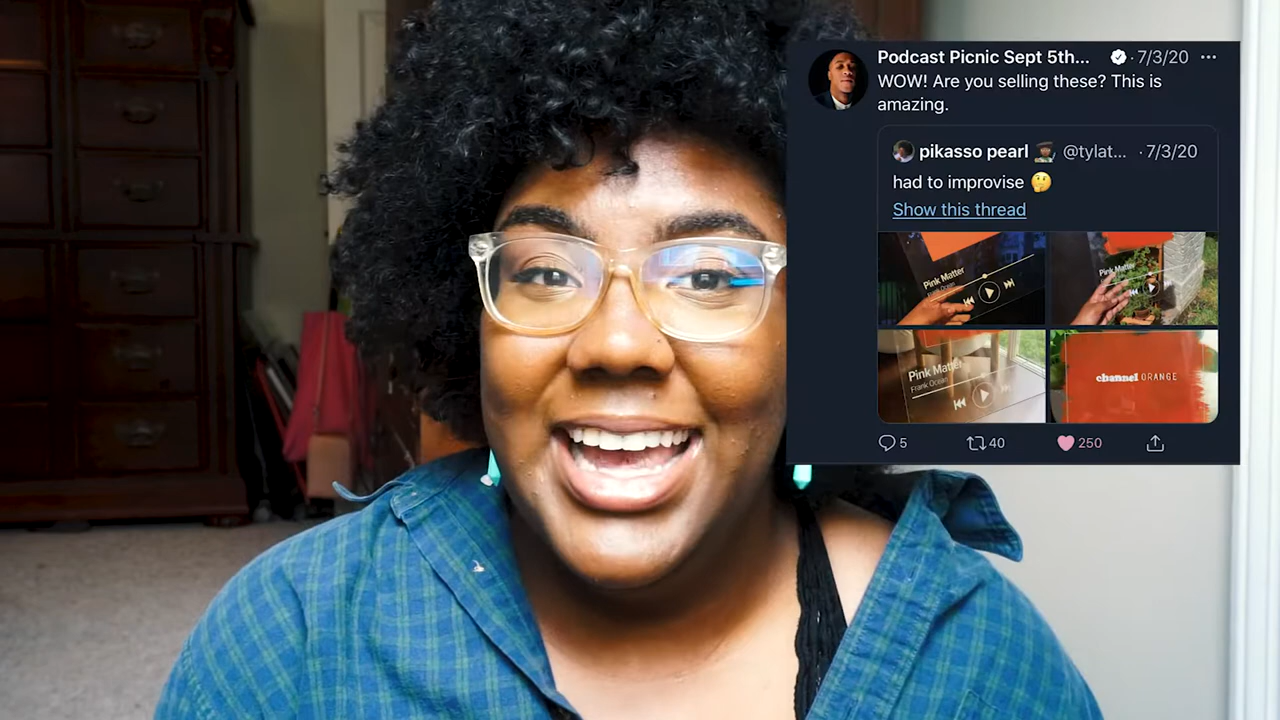 Podcast Picnic Sept 5th... · 7/3/20 ···
WOW! Are you selling these? This is
amazing.
pikasso pearl @tylat... · 7/3/20
had to improvise 🤔
Show this thread
Pink Matter
Frank Ocean
Pink Matter
Pink Matter
Frank Ocean
channel ORANGE
5 40 250